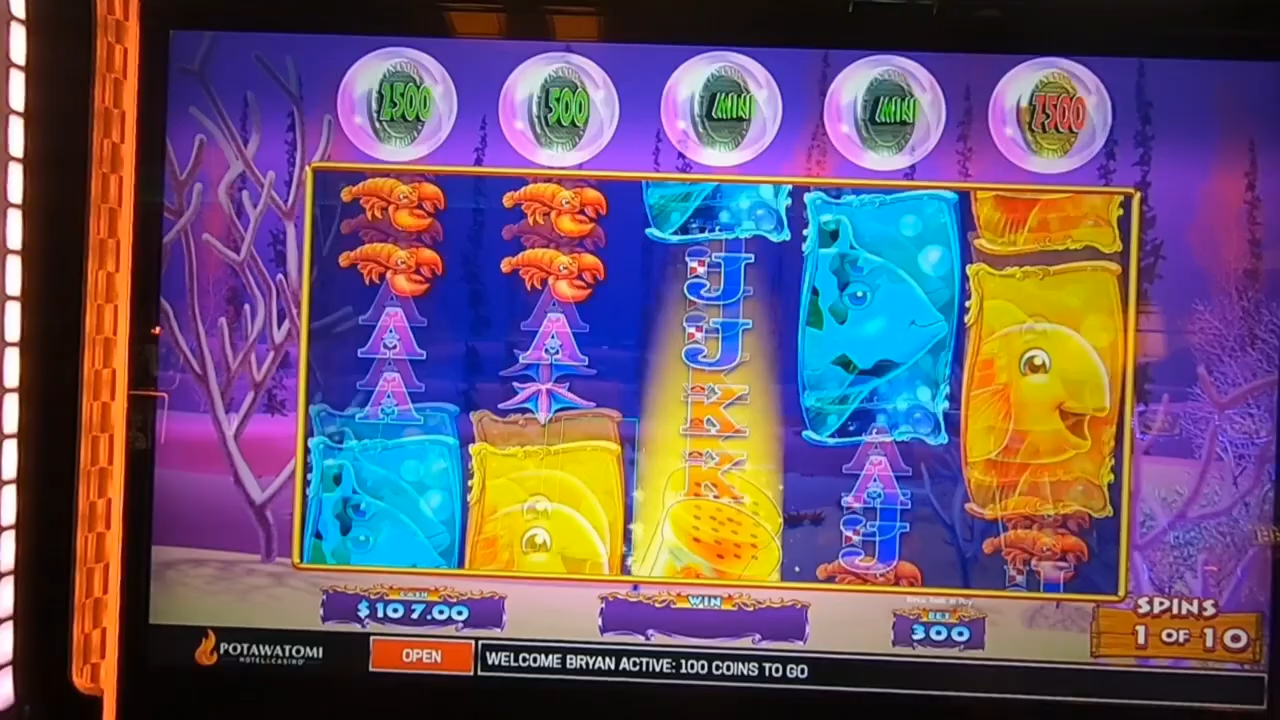 2500
500
MINI
MINI
7500
A
A
A
A
A
J
J
K
K
K
A
J
CASH
$107.00
WIN
BET
300
SPINS
1 OF 10
POTAWATOMI
HOTEL & CASINO
OPEN
WELCOME BRYAN ACTIVE: 100 COINS TO GO